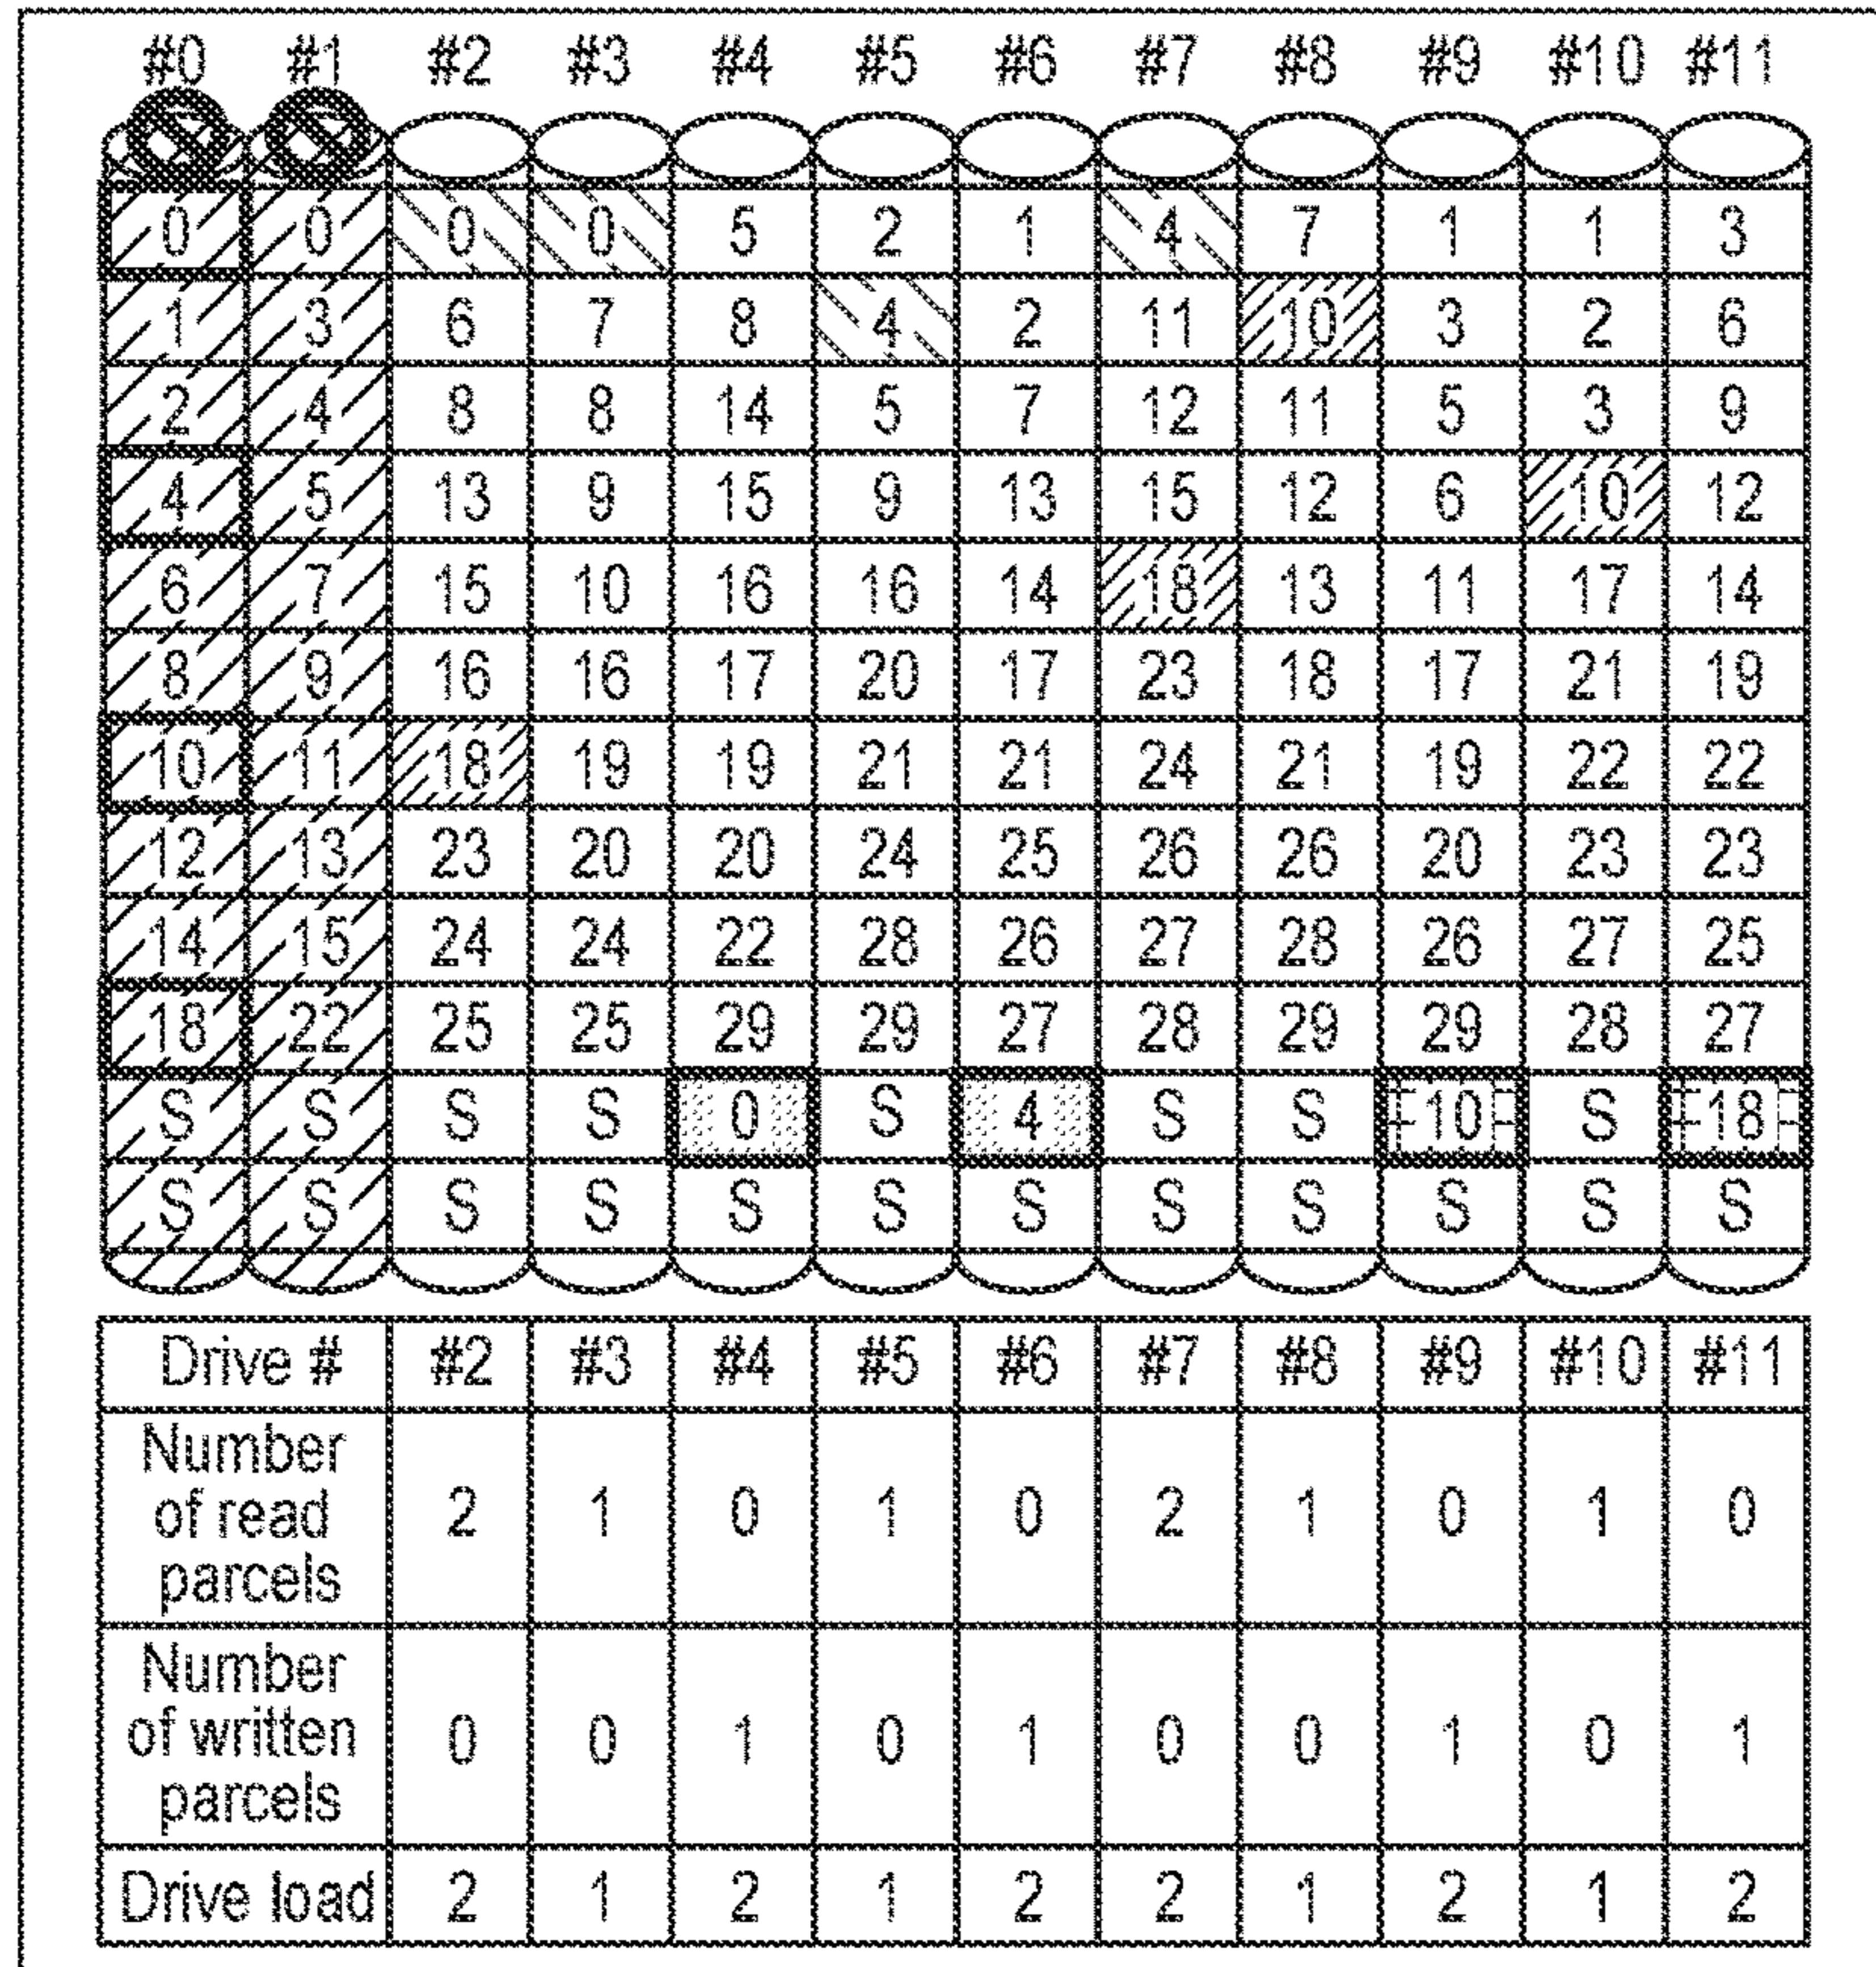 #0 #1 #2 #3 #4 #5 #6 #7 #8 #9 #10 #11
0 0 0 0 5 2 1 4 7 1 1 3
1 3 6 7 8 4 2 11 10 3 2 6
2 4 8 8 14 5 7 12 11 5 3 9
4 5 13 9 15 9 13 15 12 6 10 12
6 7 15 10 16 16 14 18 13 11 17 14
8 9 16 16 17 20 17 23 18 17 21 19
10 11 18 19 19 21 21 24 21 19 22 22
12 13 23 20 20 24 25 26 26 20 23 23
14 15 24 24 22 28 26 27 28 26 27 25
18 22 25 25 29 29 27 28 29 29 28 27
S S S S 0 S 4 S S 10 S 18
S S S S S S S S S S S S
Drive # #2 #3 #4 #5 #6 #7 #8 #9 #10 #11
Number
of read
parcels
2 1 0 1 0 2 1 0 1 0
Number
of written
parcels
0 0 1 0 1 0 0 1 0 1
Drive load 2 1 2 1 2 2 1 2 1 2